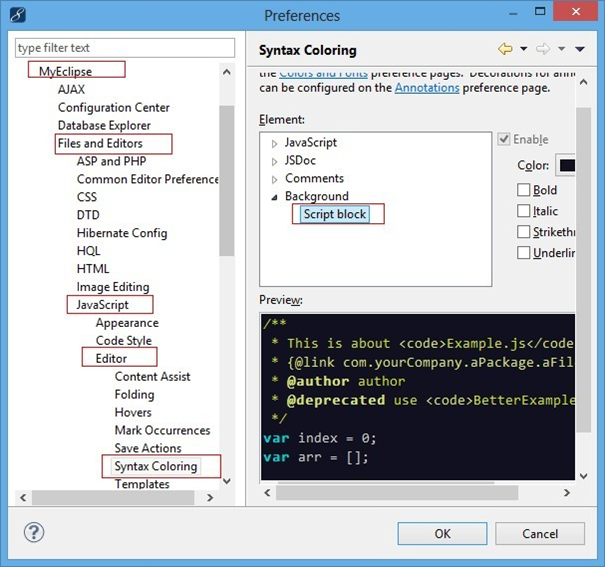 Preferences
type filter text
MyEclipse
AJAX
Configuration Center
Database Explorer
Files and Editors
ASP and PHP
Common Editor Preference
CSS
DTD
Hibernate Config
HQL
HTML
Image Editing
JavaScript
Appearance
Code Style
Editor
Content Assist
Folding
Hovers
Mark Occurrences
Save Actions
Syntax Coloring
Templates
Syntax Coloring
the Colors and Fonts preference pages. Decorations for anno
can be configured on the Annotations preference page.
Element:
JavaScript
JSDoc
Comments
Background
Script block
Enable
Color:
Bold
Italic
Strikethr
Underlin
Preview:
/**
* This is about <code>Example.js</code
* {@link com.yourCompany.aPackage.aFil
* @author author
* @deprecated use <code>BetterExample
*/
var index = 0;
var arr = [];
OK
Cancel